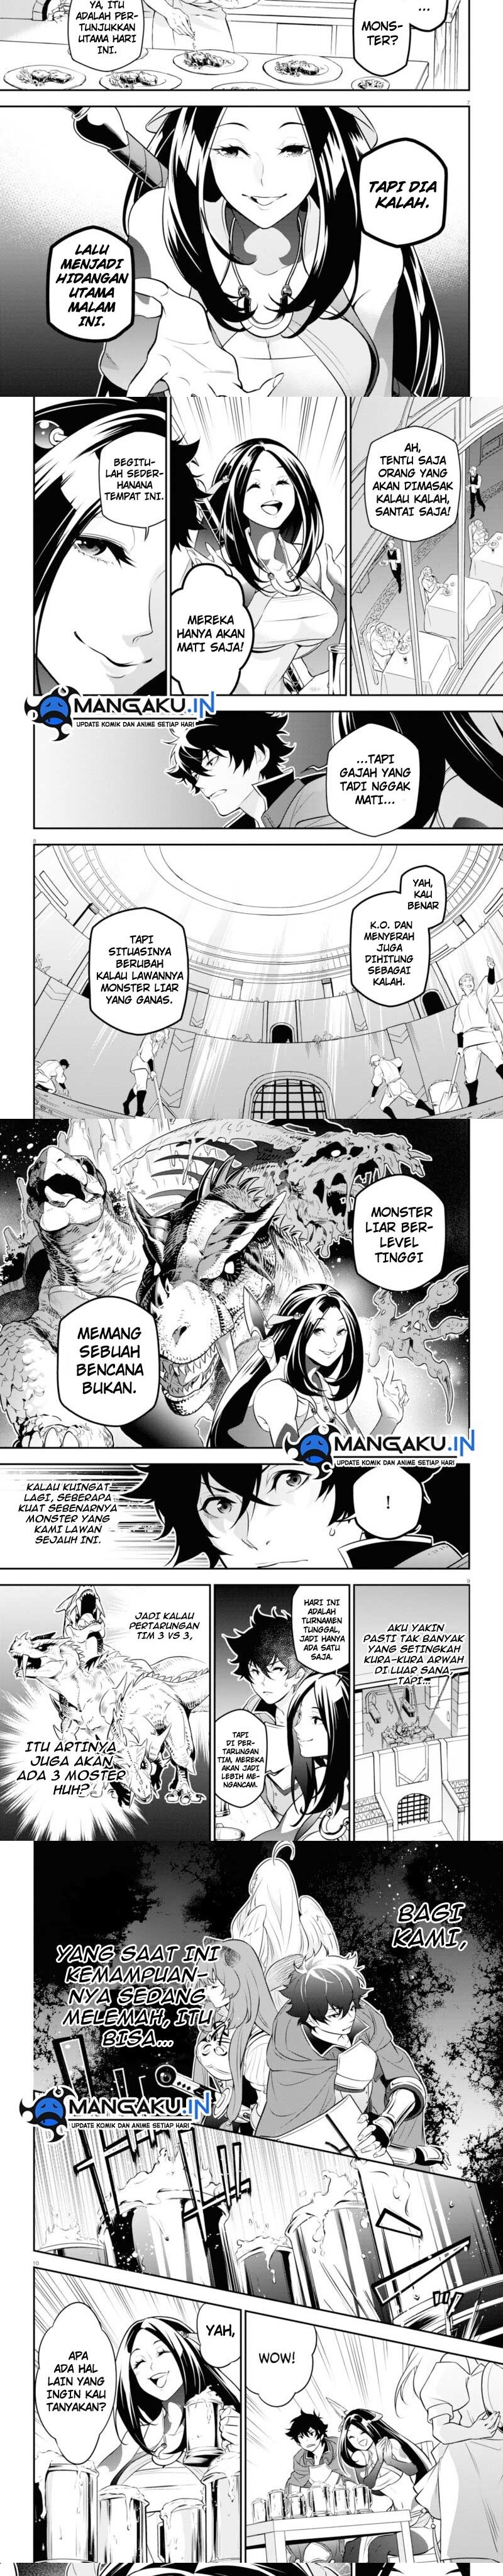 ...
MONS-
TER?
YA, ITU
ADALAH PER-
TUNJUKKAN
UTAMA HARI
INI.
7
TAPI DIA
KALAH.
LALU
MENJADI
HIDANGAN
UTAMA
MALAM
INI.
AH,
TENTU SAJA
ORANG YANG
AKAN DIMASAK
KALAU KALAH,
SANTAI SAJA!
MEREKA
HANYA AKAN
MATI SAJA!
BEGITU-
LAH SEDER-
HANANA
TEMPAT INI.
MANGAKU.IN
UPDATE KOMIK DAN ANIME SETIAP HARI
...TAPI
GAJAH YANG
TADI NGGAK
MATI...
8
YAH,
KAU
BENAR
K.O. DAN
MENYERAH
JUGA
DIHITUNG
SEBAGAI
KALAH.
TAPI
SITUASINYA
BERUBAH
KALAU LAWANNYA
MONSTER LIAR
YANG GANAS.
MONSTER
LIAR BER-
LEVEL
TINGGI
MEMANG
SEBUAH
BENCANA
BUKAN.
MANGAKU.IN
UPDATE KOMIK DAN ANIME SETIAP HARI
!
KALAU KUINGAT
LAGI, SEBERAPA
KUAT SEBENARNYA
MONSTER YANG
KAMI LAWAN
SEJAUH INI.
9
AKU YAKIN
PASTI TAK BANYAK
YANG SETINGKAH
KURA-KURA ARWAH
DI LUAR SANA,
TAPI...
HARI INI
ADALAH
TURNAMEN
TUNGGAL,
JADI HANYA
ADA SATU
SAJA.
TAPI
DI PER-
TARUNGAN
TIM, MEREKA
AKAN JADI
LEBIH ME-
NGANCAM.
JADI KALAU
PERTARUNGAN
TIM 3 VS 3,
ITU ARTINYA
JUGA AKAN
ADA 3 MOSTER
HUH?
BAGI
KAMI,
YANG SAAT INI
KEMAMPUAN-
NYA SEDANG
MELEMAH, ITU
BISA...
MANGAKU.IN
UPDATE KOMIK DAN ANIME SETIAP HARI
10
WOW!
YAH,
APA
ADA HAL
LAIN YANG
INGIN KAU
TANYAKAN?